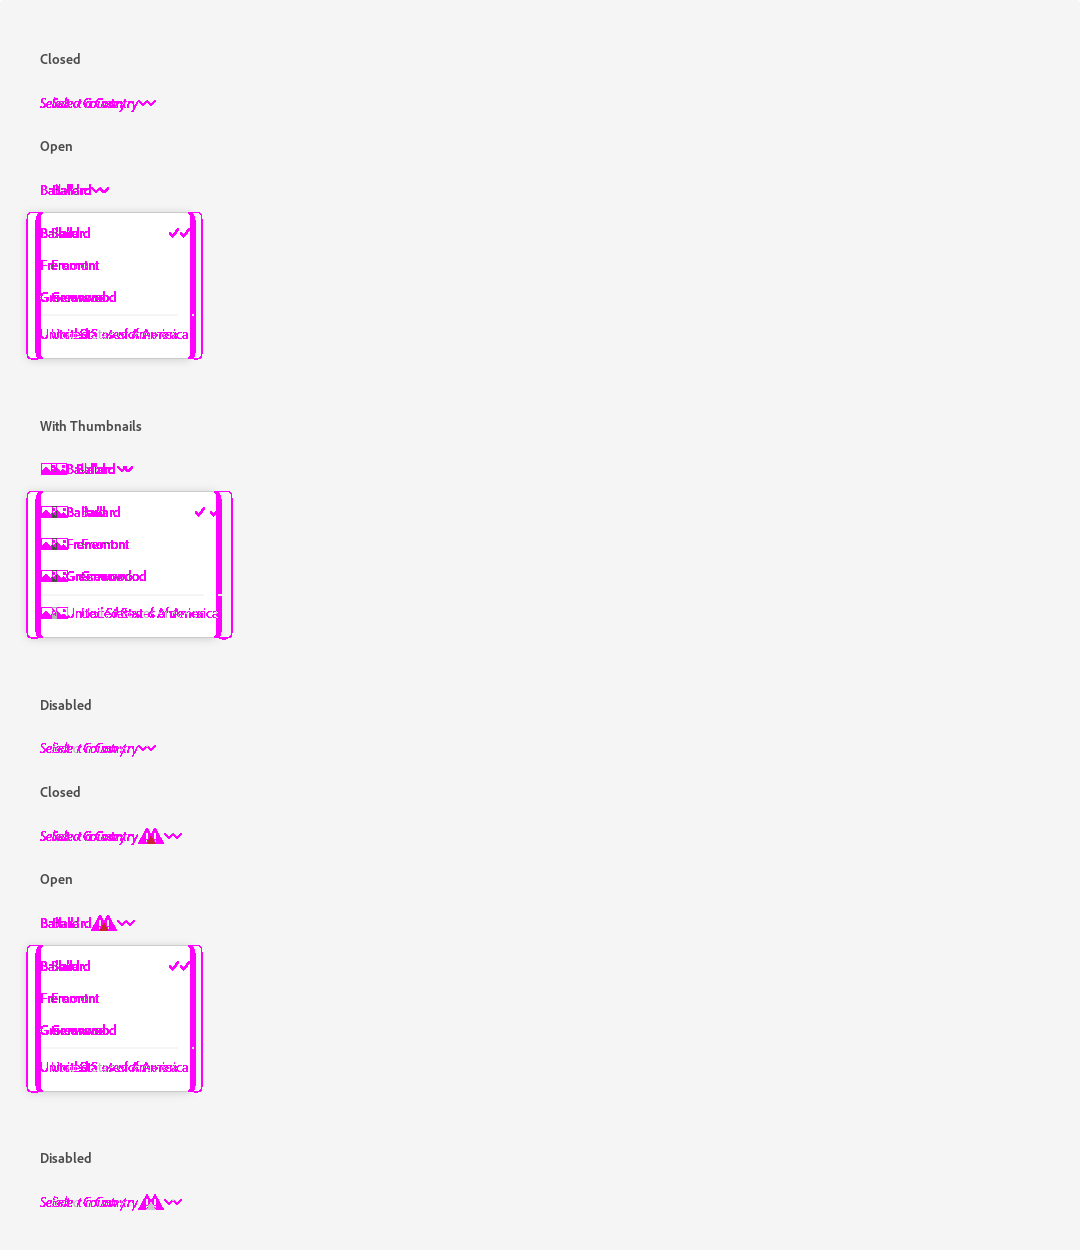 Closed
Select a Country
Open
Ballard
Ballard
Fremont
Greenwood
United States of America
With Thumbnails
Ballard
Ballard
Fremont
Greenwood
United States of America
Disabled
Select a Country
Closed
Select a Country
Open
Ballard
Ballard
Fremont
Greenwood
United States of America
Disabled
Select a Country